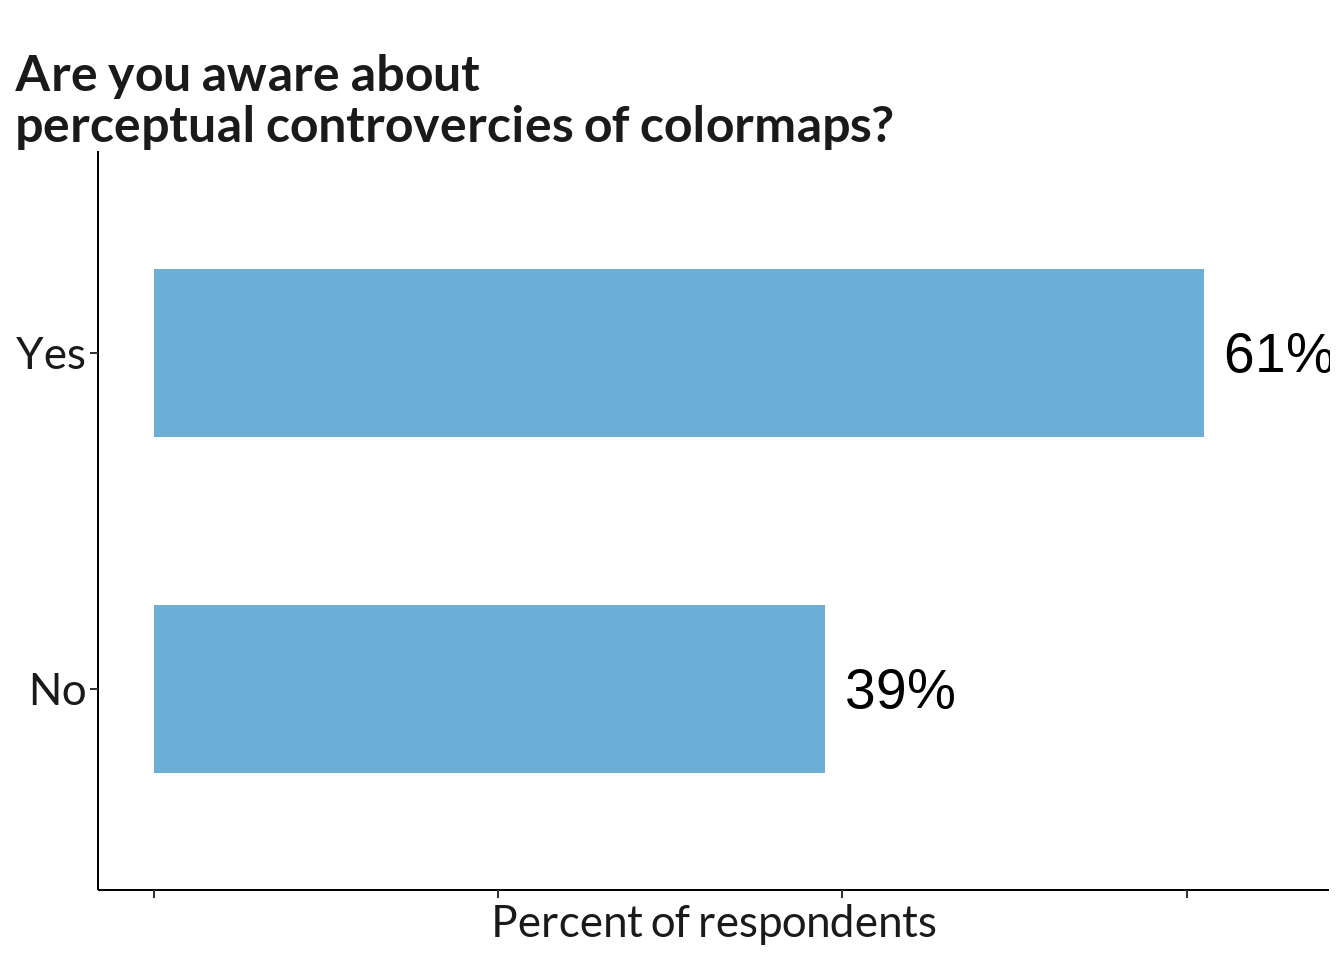 Are you aware about
perceptual controvercies of colormaps?
Yes
61%
No
39%
Percent of respondents